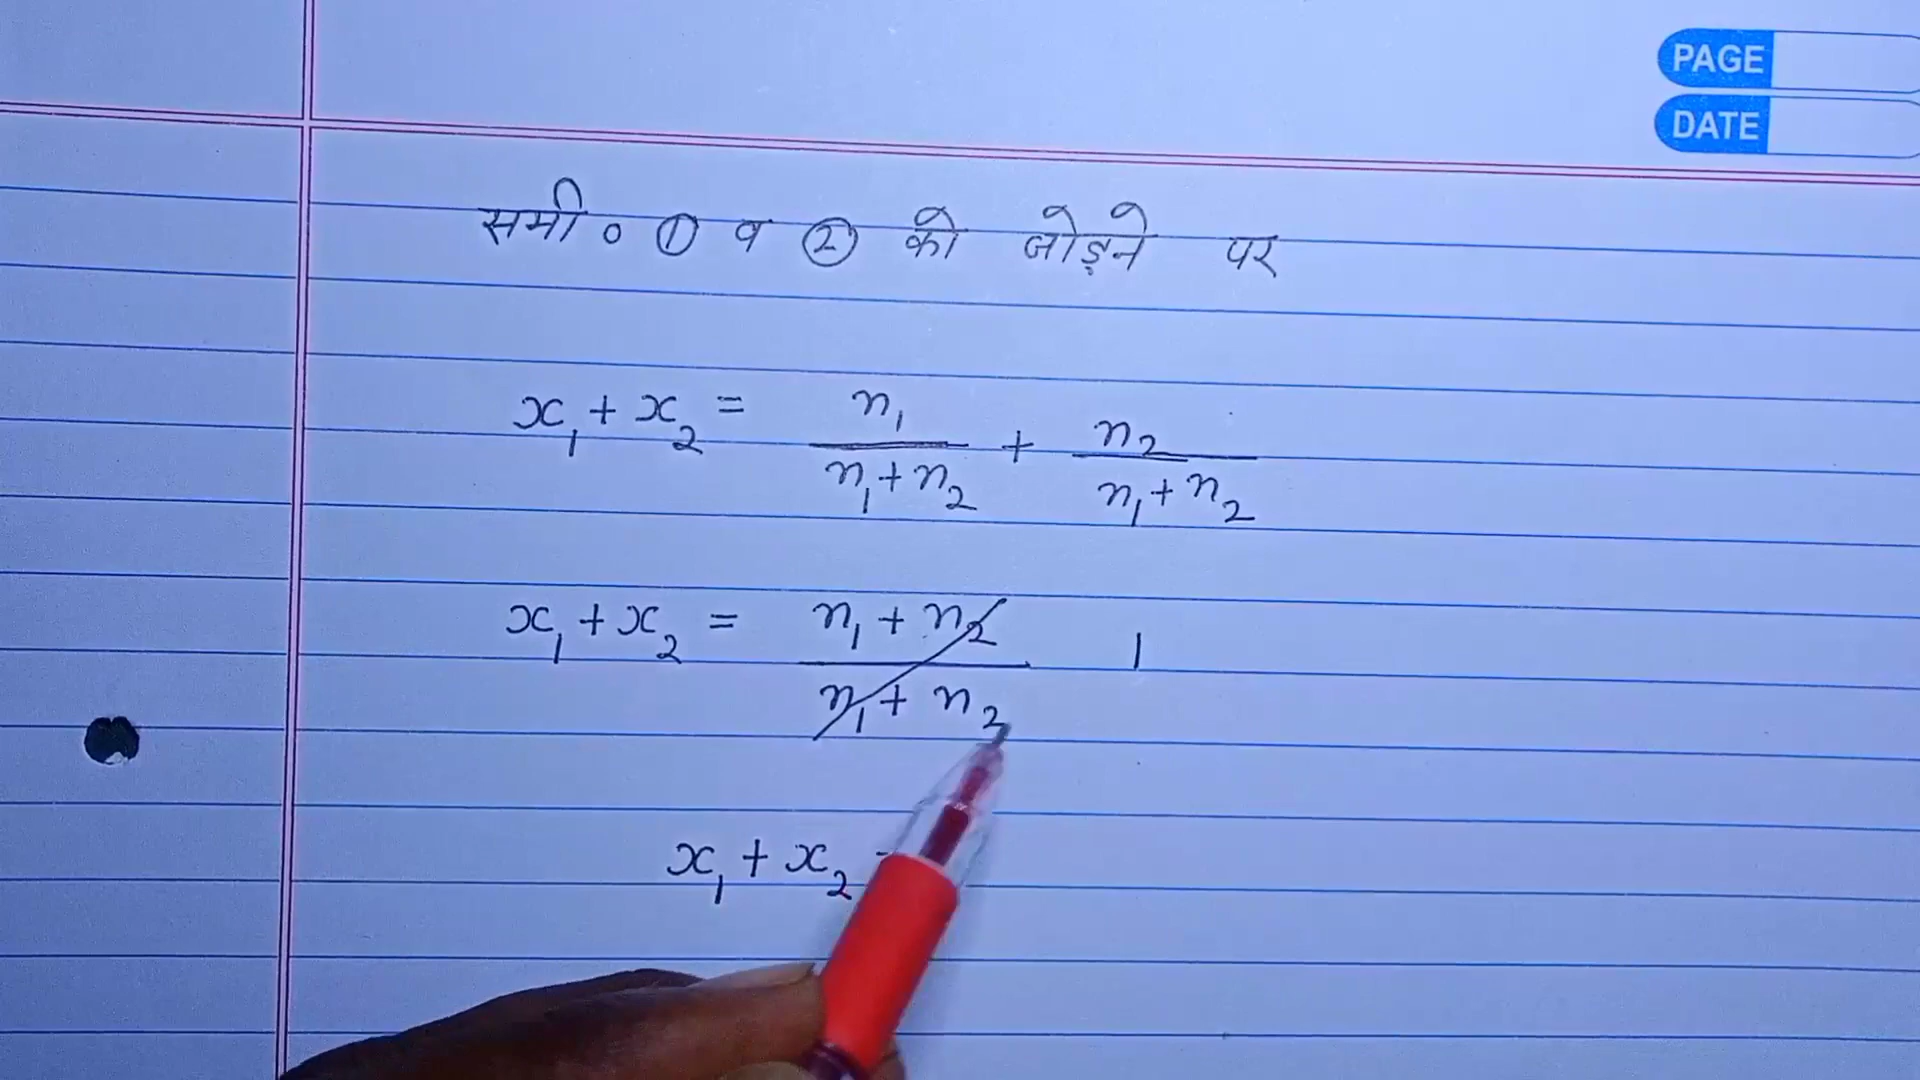 PAGE
DATE
समी० ① व ② को जोड़ने पर
x₁ + x₂ = n₁/(n₁+n₂) + n₂/(n₁+n₂)
x₁ + x₂ = (n₁ + n₂)/(n₁ + n₂) 1
x₁ + x₂